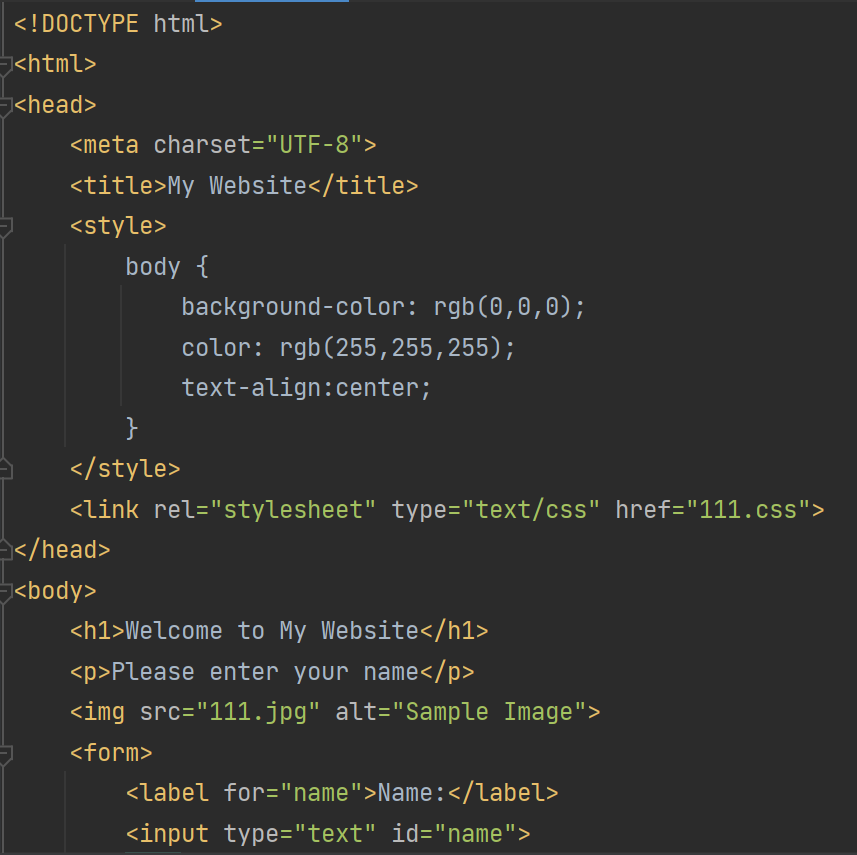 <!DOCTYPE html>
<html>
<head>
    <meta charset="UTF-8">
    <title>My Website</title>
    <style>
        body {
            background-color: rgb(0,0,0);
            color: rgb(255,255,255);
            text-align:center;
        }
    </style>
    <link rel="stylesheet" type="text/css" href="111.css">
</head>
<body>
    <h1>Welcome to My Website</h1>
    <p>Please enter your name</p>
    <img src="111.jpg" alt="Sample Image">
    <form>
        <label for="name">Name:</label>
        <input type="text" id="name">